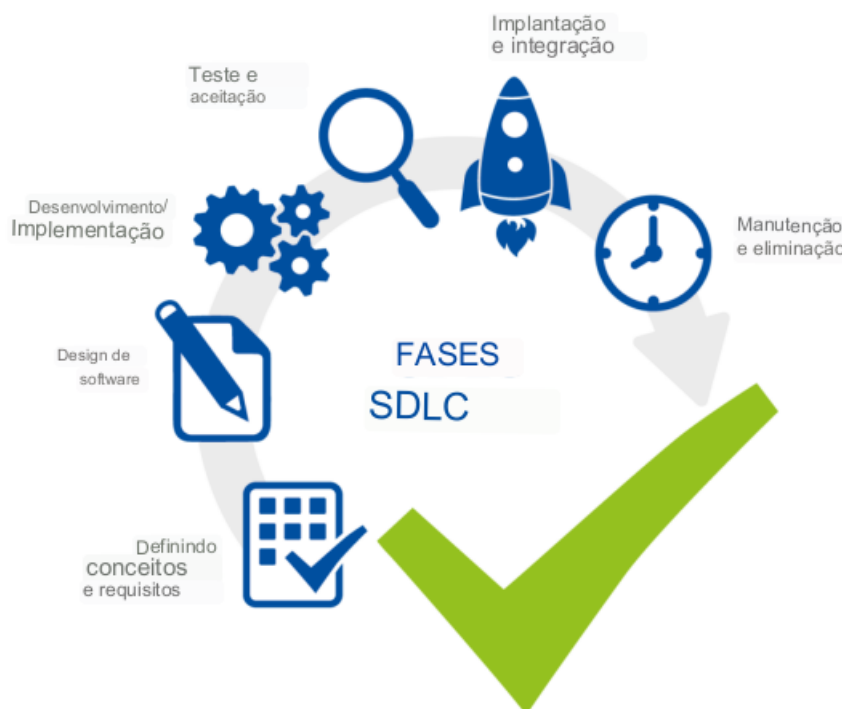 Implantação
e integração
Teste e
aceitação
Desenvolvimento/
Implementação
Manutenção
e eliminação
Design de
software
FASES
SDLC
Definindo
conceitos
e requisitos